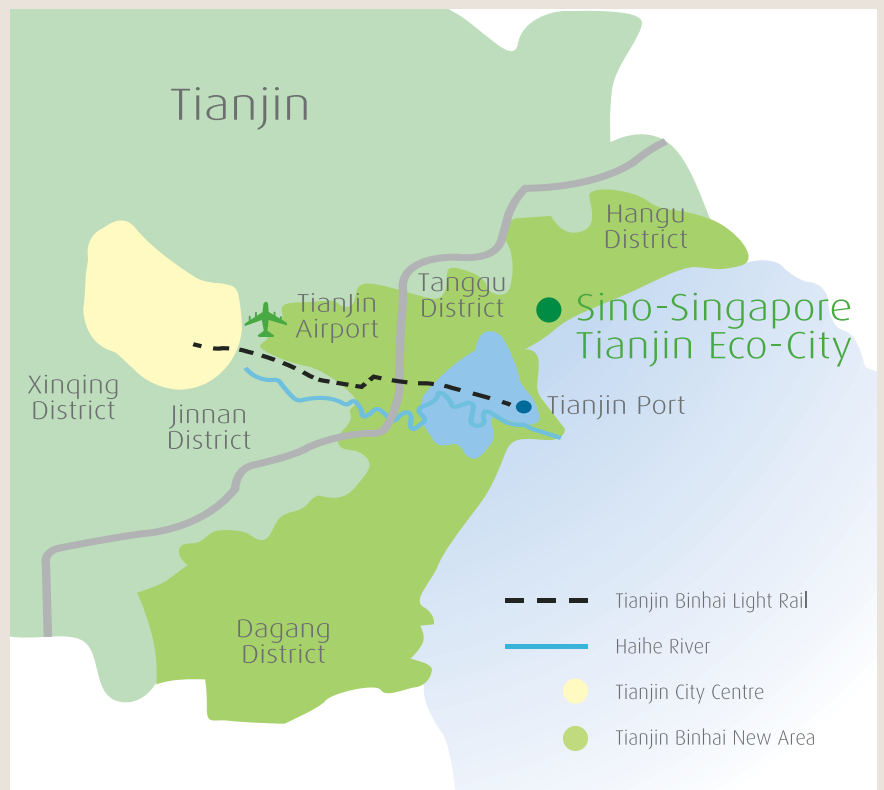 Tianjin
Hangu
District
Tanggu
District
TianJin
Airport
Sino-Singapore
Tianjin Eco-City
Xinqing
District
Jinnan
District
Tianjin Port
Dagang
District
Tianjin Binhai Light Rail
Haihe River
Tianjin City Centre
Tianjin Binhai New Area